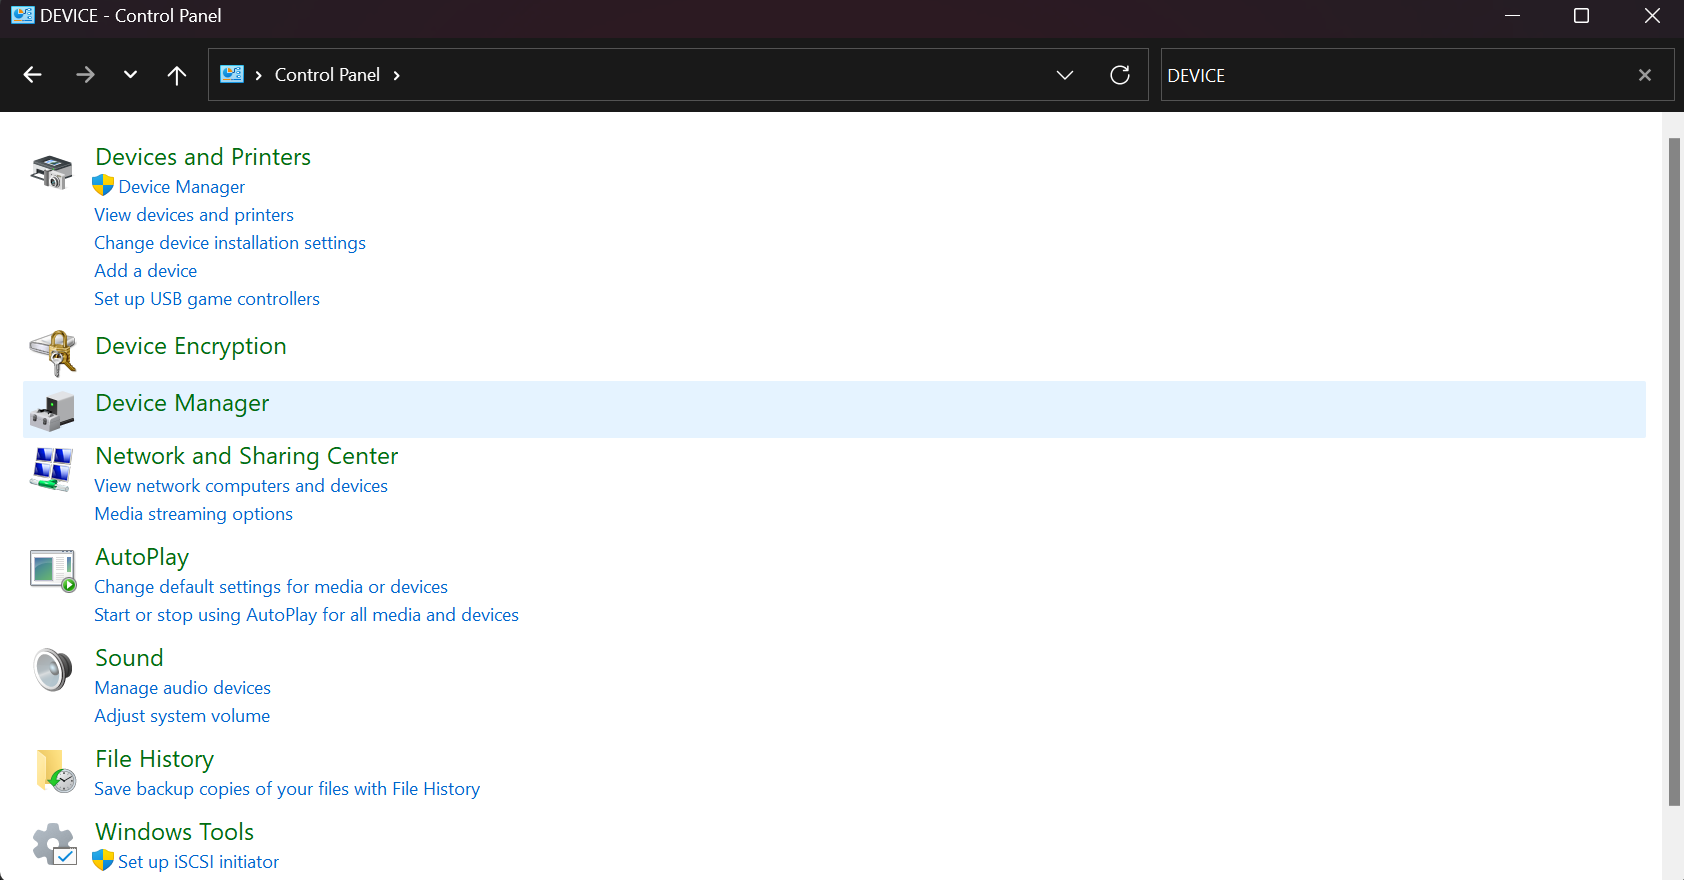 DEVICE - Control Panel
Control Panel
DEVICE
Devices and Printers
Device Manager
View devices and printers
Change device installation settings
Add a device
Set up USB game controllers
Device Encryption
Device Manager
Network and Sharing Center
View network computers and devices
Media streaming options
AutoPlay
Change default settings for media or devices
Start or stop using AutoPlay for all media and devices
Sound
Manage audio devices
Adjust system volume
File History
Save backup copies of your files with File History
Windows Tools
Set up iSCSI initiator